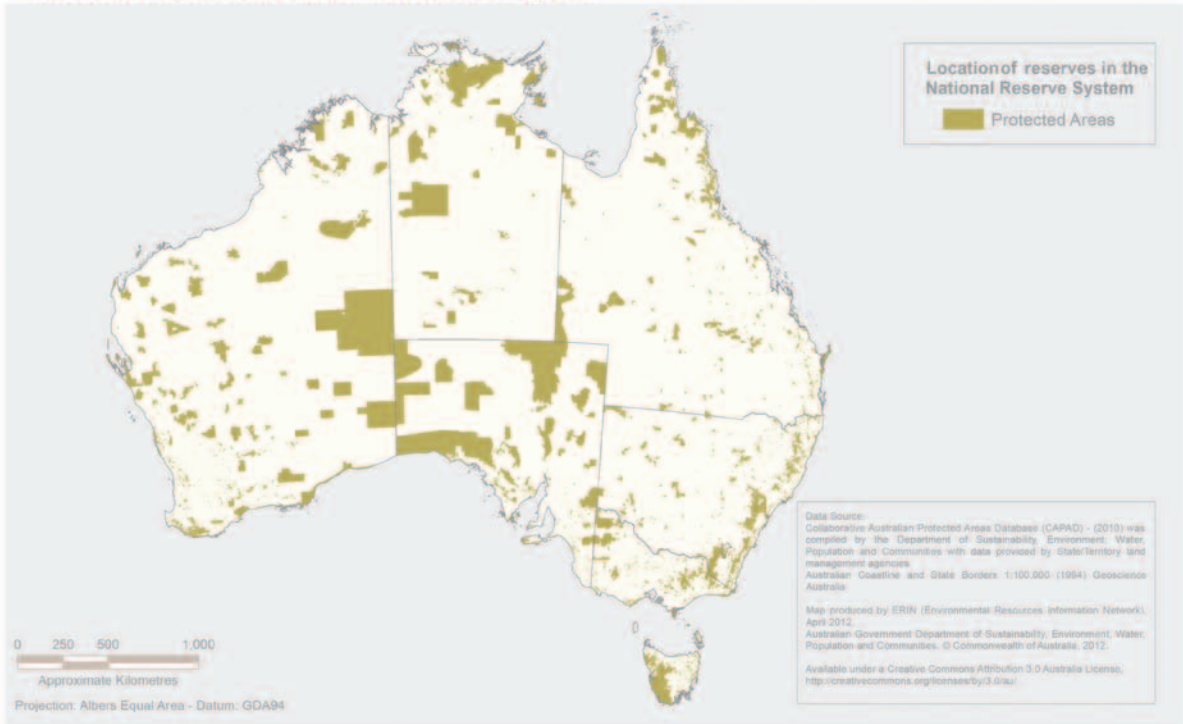 Location of reserves in the
National Reserve System
Protected Areas
Data Source:
Collaborative Australian Protected Areas Database (CAPAD) - (2010) was
compiled by the Department of Sustainability, Environment, Water,
Population and Communities with data provided by State/Territory land
management agencies
Australian Coastline and State Borders 1:100,000 (1984) Geoscience
Australia
Map produced by ERIN (Environmental Resources Information Network),
April 2012.
Australian Government Department of Sustainability, Environment, Water,
Population and Communities. © Commonwealth of Australia, 2012.
Available under a Creative Commons Attribution 3.0 Australia License,
http://creativecommons.org/licenses/by/3.0/au/
0 250 500 1,000
Approximate Kilometres
Projection: Albers Equal Area - Datum: GDA94